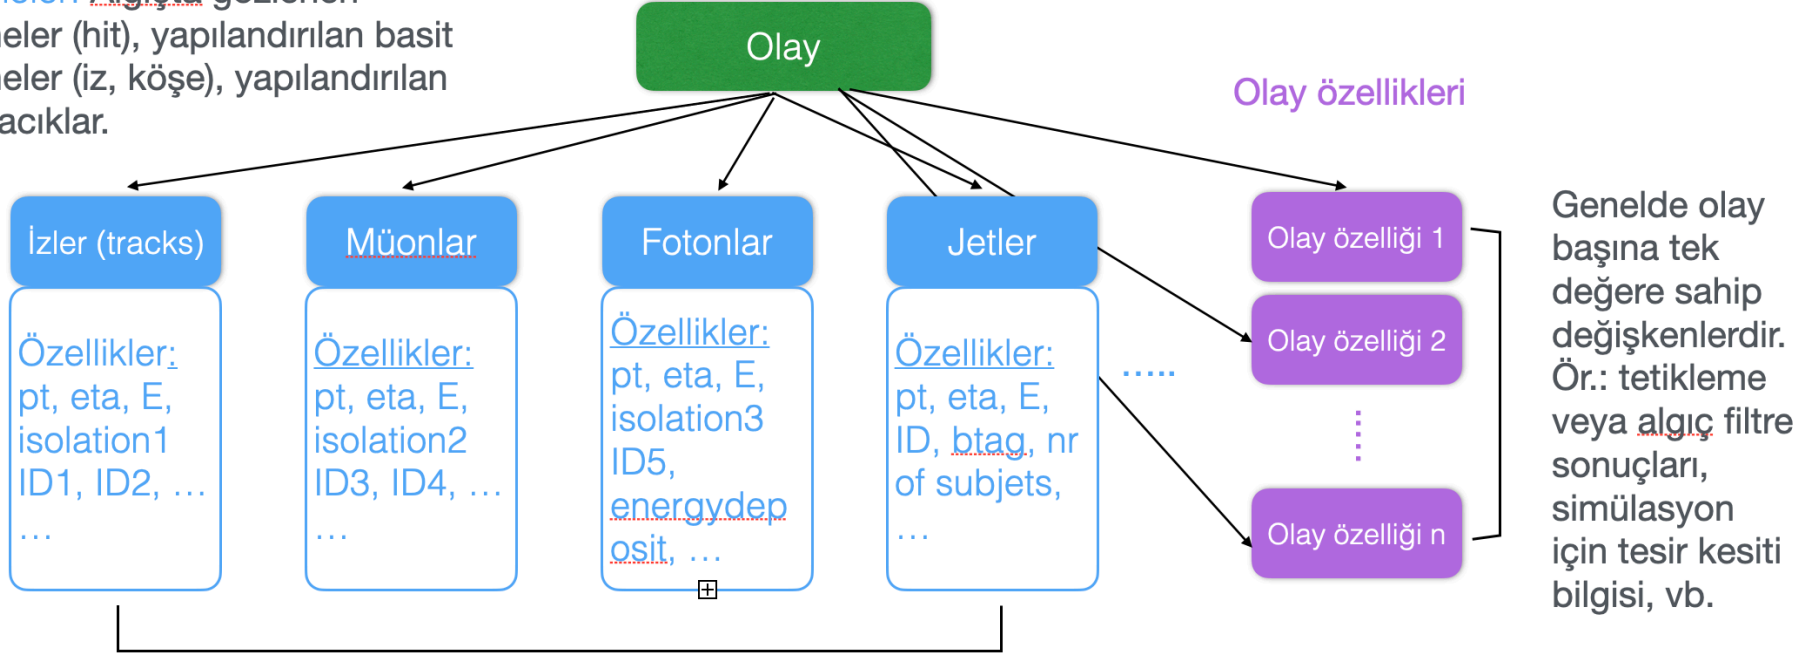 Algıçta gözlenen
eler (hit), yapılandırılan basit
eler (iz, köşe), yapılandırılan
acıklar.
Olay
Olay özellikleri
İzler (tracks)
Özellikler:
pt, eta, E,
isolation1
ID1, ID2, …
…
Müonlar
Özellikler:
pt, eta, E,
isolation2
ID3, ID4, …
…
Fotonlar
Özellikler:
pt, eta, E,
isolation3
ID5,
energydep
osit, …
Jetler
Özellikler:
pt, eta, E,
ID, btag, nr
of subjets,
…
.....
Olay özelliği 1
Olay özelliği 2
Olay özelliği n
Genelde olay
başına tek
değere sahip
değişkenlerdir.
Ör.: tetikleme
veya algıç filtre
sonuçları,
simülasyon
için tesir kesiti
bilgisi, vb.